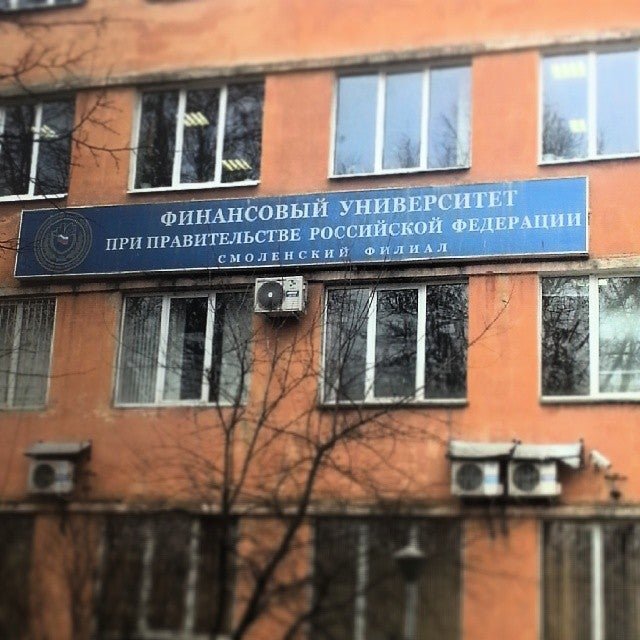 ФИНАНСОВЫЙ УНИВЕРСИТЕТ
ПРИ ПРАВИТЕЛЬСТВЕ РОССИЙСКОЙ ФЕДЕРАЦИИ
СМОЛЕНСКИЙ ФИЛИАЛ